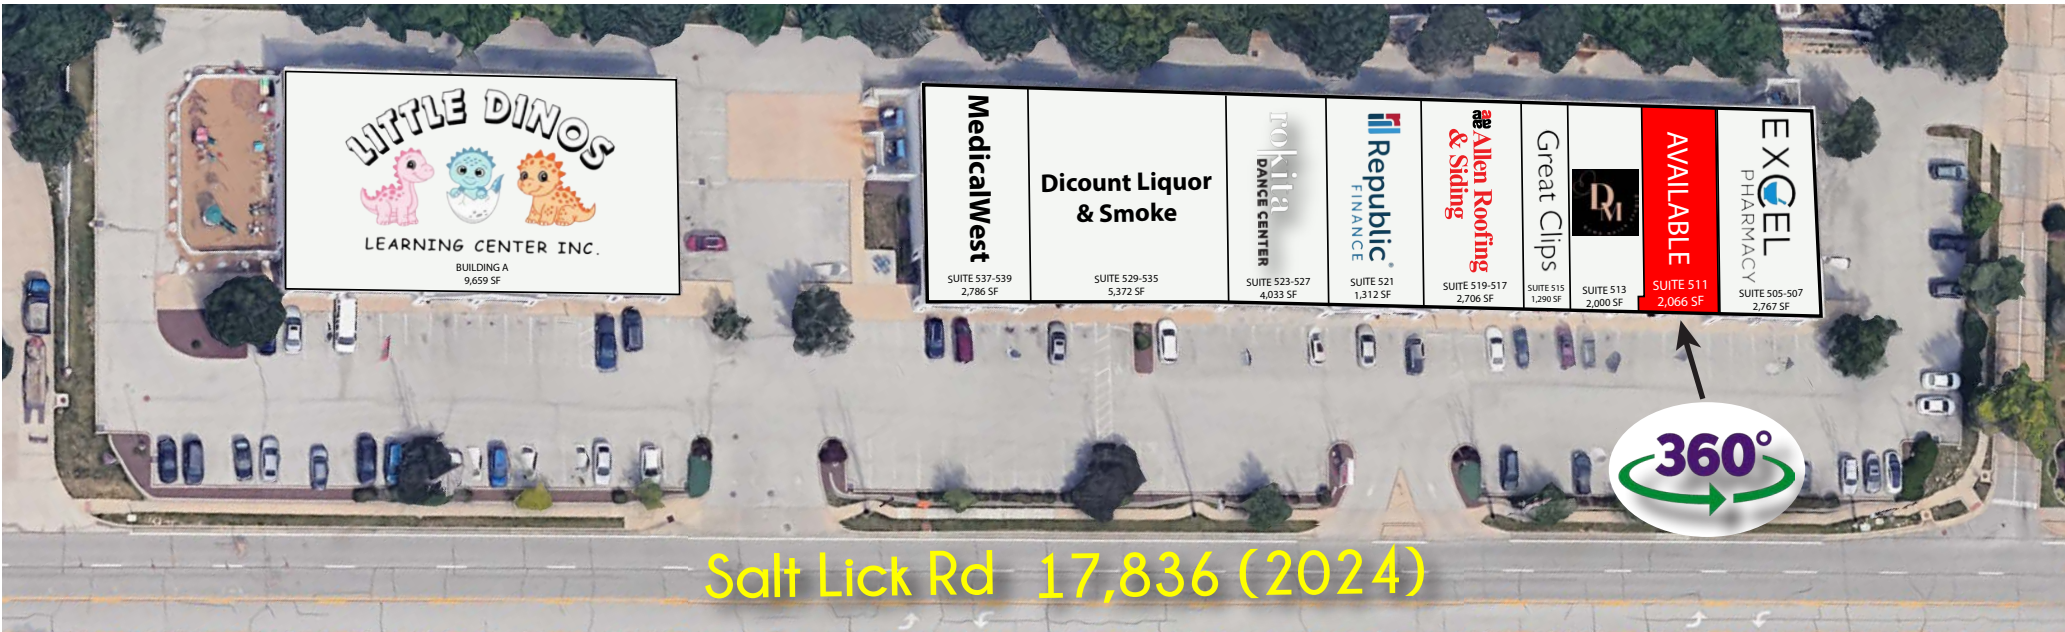 LITTLE DINOS
LEARNING CENTER INC.
BUILDING A
9,659 SF
MedicalWest
SUITE 537-539
2,786 SF
Dicount Liquor
& Smoke
SUITE 529-535
5,372 SF
rokita
DANCE CENTER
SUITE 523-527
4,033 SF
Republic
FINANCE
SUITE 521
1,312 SF
Allen Roofing
& Siding
SUITE 519-517
2,706 SF
Great Clips
SUITE 515
1,290 SF
DM
SUITE 513
2,000 SF
AVAILABLE
SUITE 511
2,066 SF
EXCEL
PHARMACY
SUITE 505-507
2,767 SF
360°
Salt Lick Rd 17,836 (2024)